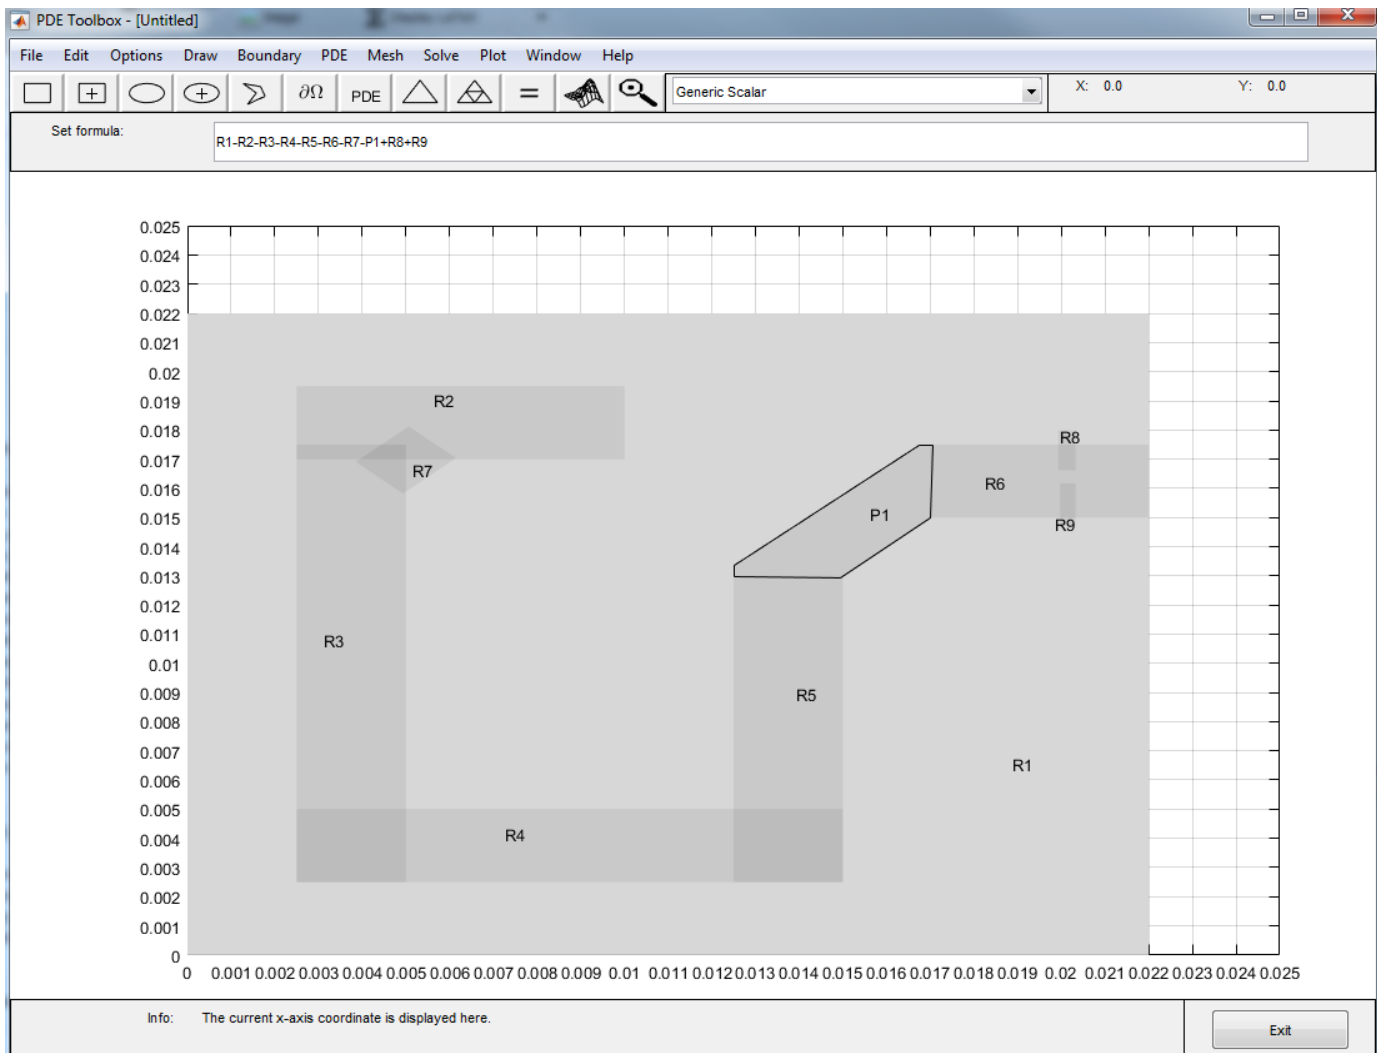 PDE Toolbox - [Untitled]
File Edit Options Draw Boundary PDE Mesh Solve Plot Window Help
∂Ω PDE = Generic Scalar X: 0.0 Y: 0.0
Set formula:
R1-R2-R3-R4-R5-R6-R7-P1+R8+R9
0.025
0.024
0.023
0.022
0.021
0.02
0.019
0.018
0.017
0.016
0.015
0.014
0.013
0.012
0.011
0.01
0.009
0.008
0.007
0.006
0.005
0.004
0.003
0.002
0.001
0
R2
R8
R7
R6
P1
R9
R3
R5
R1
R4
0 0.001 0.002 0.003 0.004 0.005 0.006 0.007 0.008 0.009 0.01 0.011 0.012 0.013 0.014 0.015 0.016 0.017 0.018 0.019 0.02 0.021 0.022 0.023 0.024 0.025
Info: The current x-axis coordinate is displayed here.
Exit